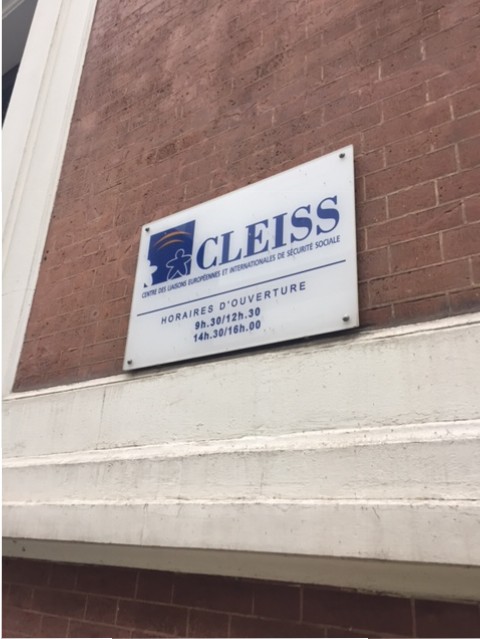 CLEISS
CENTRE DES LIAISONS EUROPÉENNES ET INTERNATIONALES DE SÉCURITÉ SOCIALE
HORAIRES D'OUVERTURE
9h.30/12h.30
14h.30/16h.00